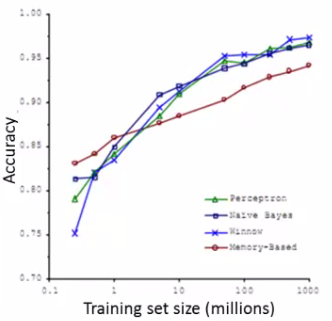 1.00
0.95
0.90
0.85
0.80
0.75
0.70
Accuracy
Perceptron
Naive Bayes
Winnow
Memory-Based
0.1 1 10 100 1000
Training set size (millions)